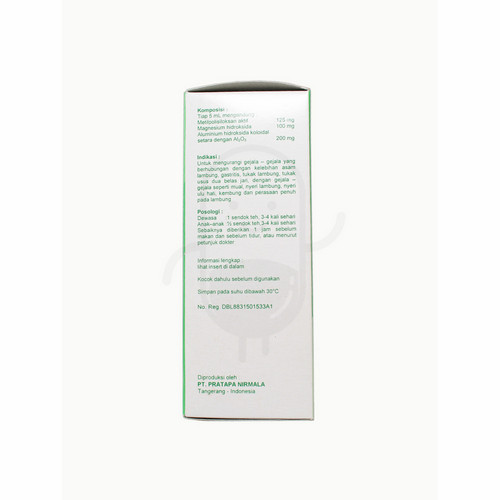 Komposisi :
Tiap 5 mL mengandung :
Metilpolisiloksan aktif 125 mg
Magnesium hidroksida 100 mg
Aluminium hidroksida koloidal
setara dengan Al₂O₃ 200 mg
Indikasi :
Untuk mengurangi gejala – gejala yang
berhubungan dengan kelebihan asam
lambung, gastritis, tukak lambung, tukak
usus dua belas jari, dengan gejala –
gejala seperti mual, nyeri lambung, nyeri
ulu hati, kembung dan perasaan penuh
pada lambung
Posologi :
Dewasa :1 sendok teh, 3-4 kali sehari
Anak–anak :½ sendok teh,3-4 kali sehari
Sebaiknya diberikan 1 jam sebelum
makan dan sebelum tidur, atau menurut
petunjuk dokter
Informasi lengkap :
lihat insert di dalam
Kocok dahulu sebelum digunakan
Simpan pada suhu dibawah 30°C
No. Reg. DBL8831501533A1
Diproduksi oleh :
PT. PRATAPA NIRMALA
Tangerang - Indonesia